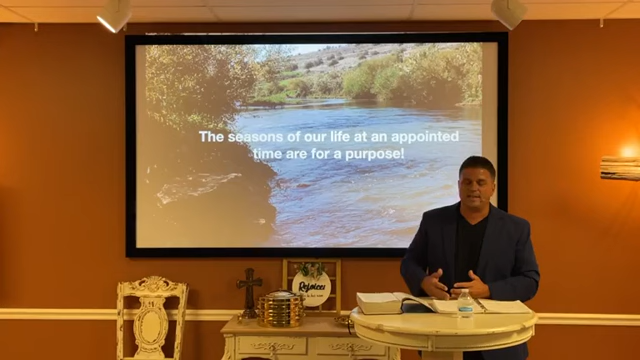 The seasons of our life at an appointed
time are for a purpose!
Rejoice